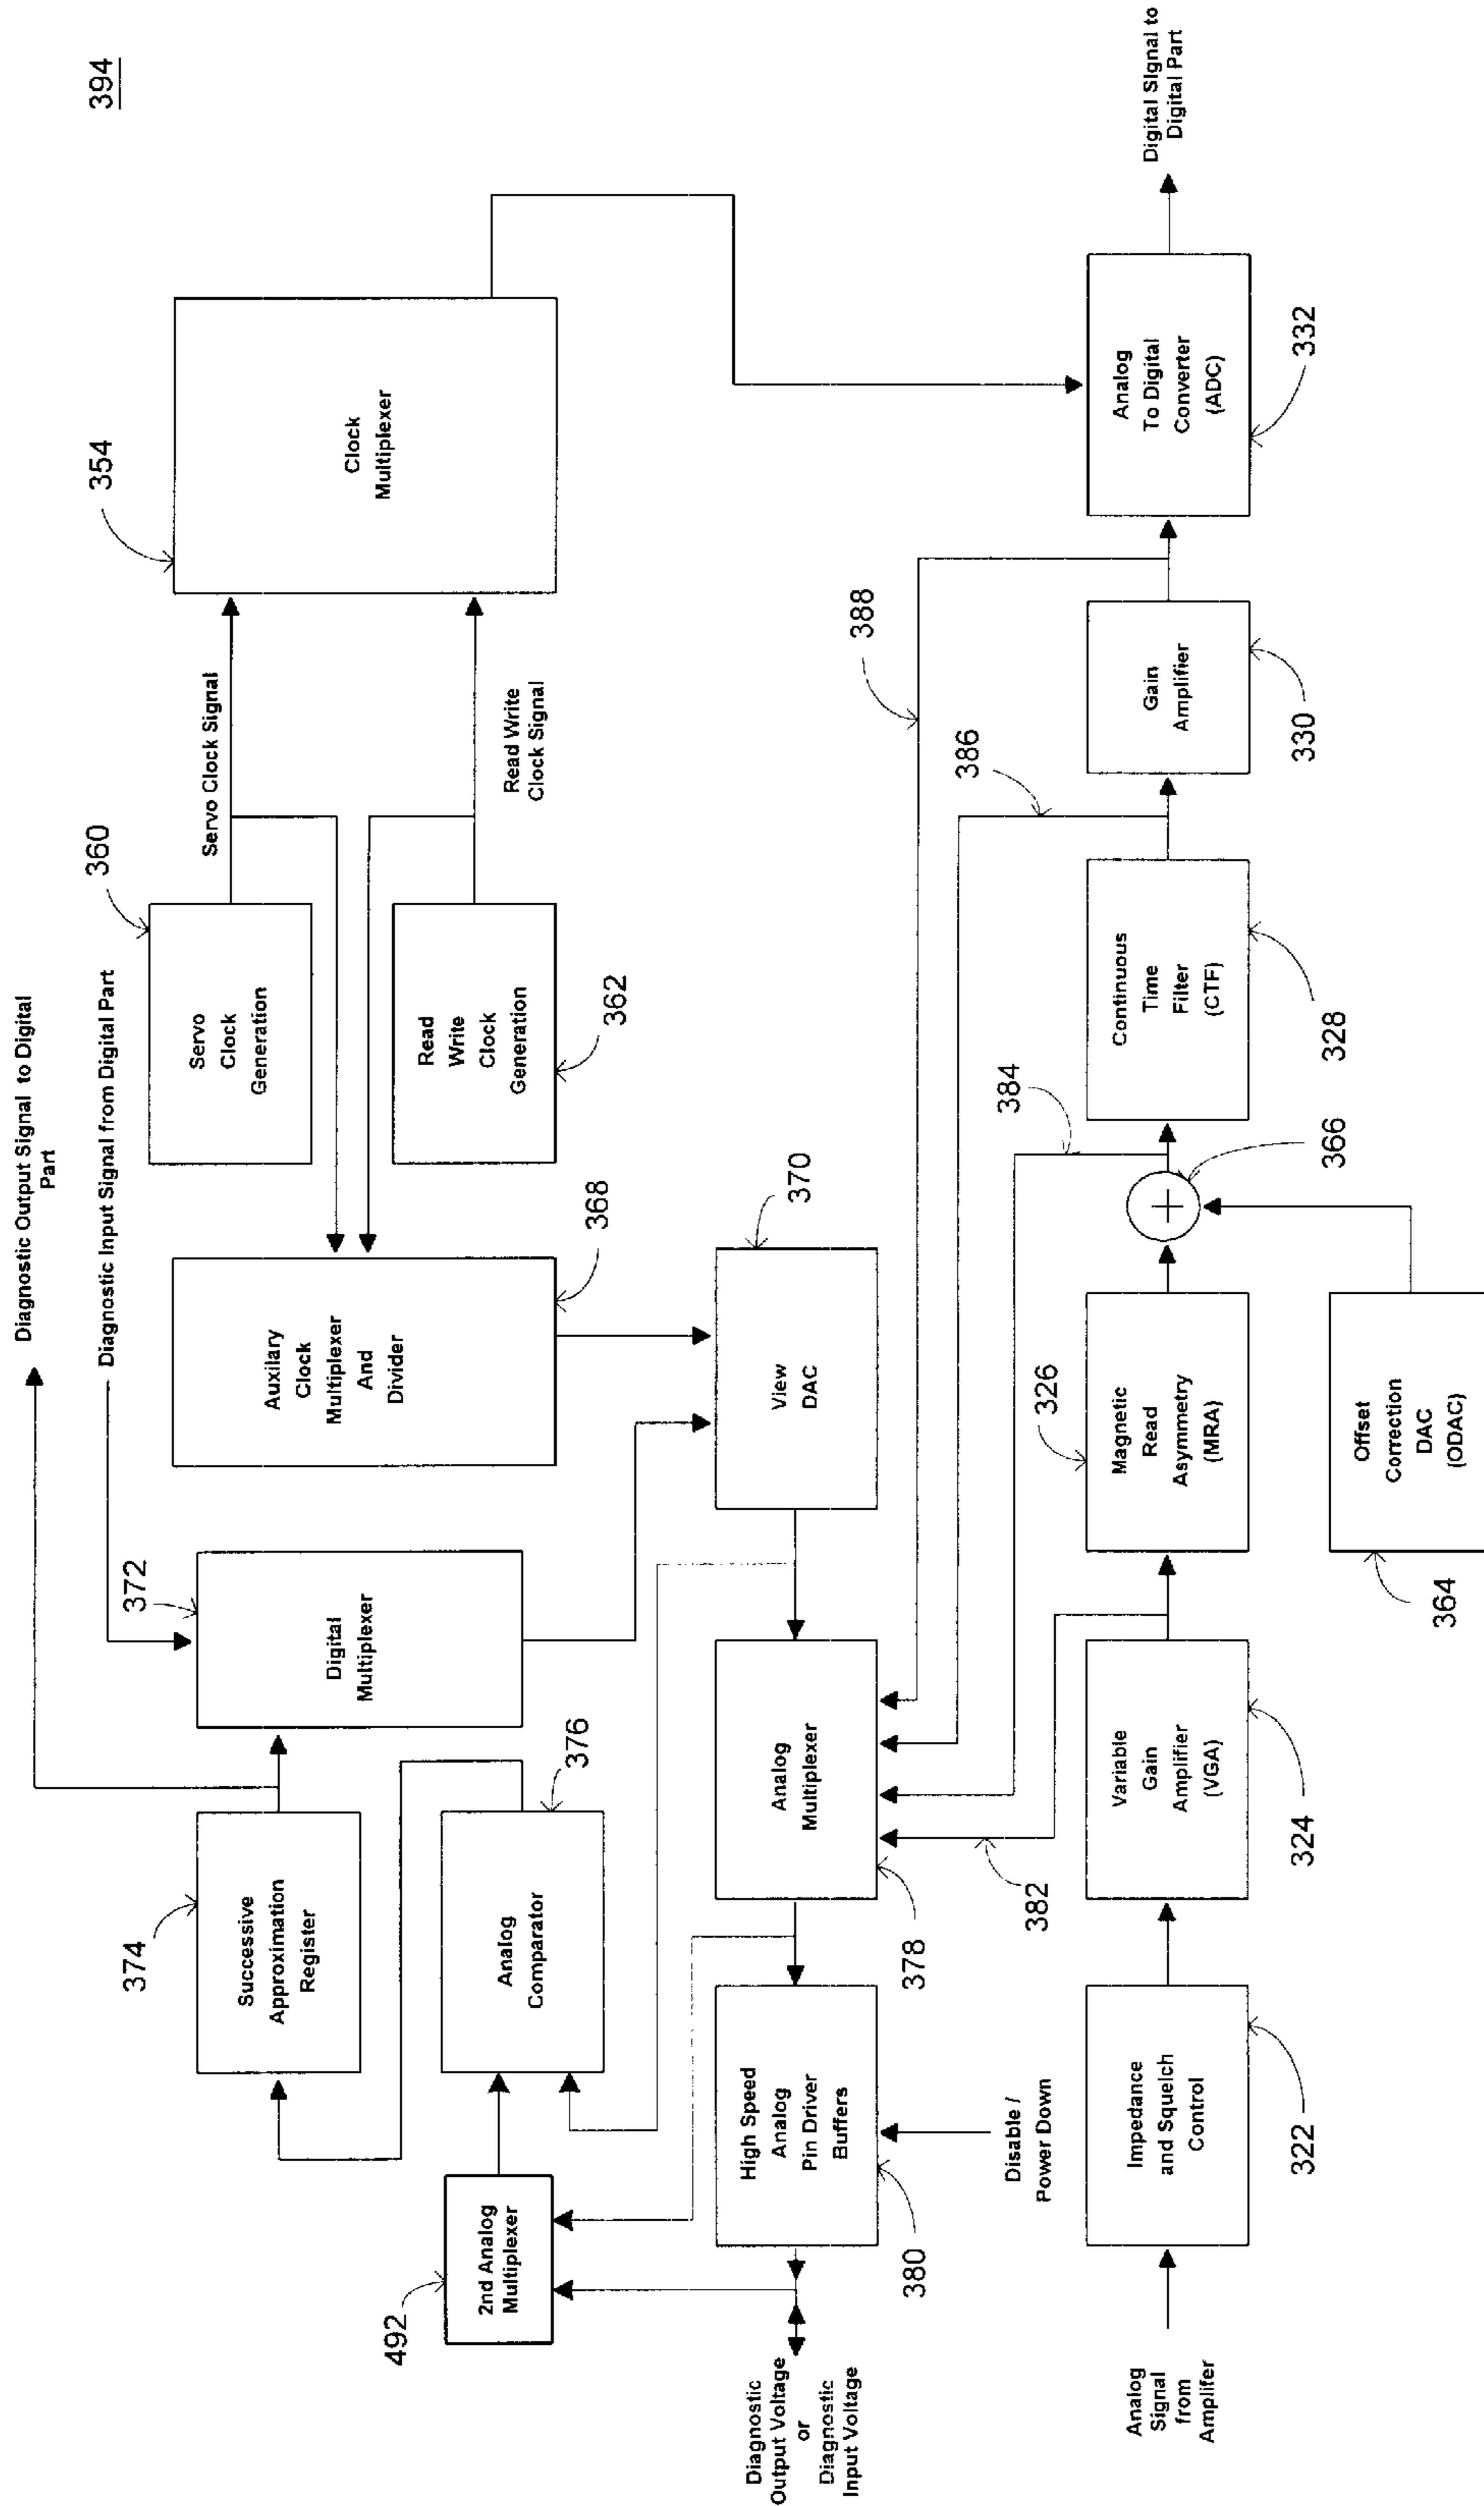 394
Diagnostic Output Signal to Digital
Part
Diagnostic Input Signal from Digital Part
374
Successive
Approximation
Register
372
Digital
Multiplexer
Auxilary
Clock
Multiplexer
And
Divider
368
360
Servo
Clock
Generation
Servo Clock Signal
354
Clock
Multiplexer
Read
Write
Clock
Generation
362
Read Write
Clock Signal
492
2nd Analog
Multiplexer
Analog
Comparator
376
Diagnostic
Output Voltage
or
Diagnostic
Input Voltage
High Speed
Analog
Pin Driver
Buffers
380
Disable /
Power Down
Analog
Multiplexer
378
View
DAC
370
382
384
386
388
Analog
Signal
from
Amplifer
Impedance
and Squelch
Control
322
Variable
Gain
Amplifier
(VGA)
324
326
Magnetic
Read
Asymmetry
(MRA)
366
Continuous
Time
Filter
(CTF)
328
Gain
Amplifier
330
Analog
To Digital
Converter
(ADC)
332
Digital SIgnal to
Digital Part
364
Offset
Correction
DAC
(ODAC)